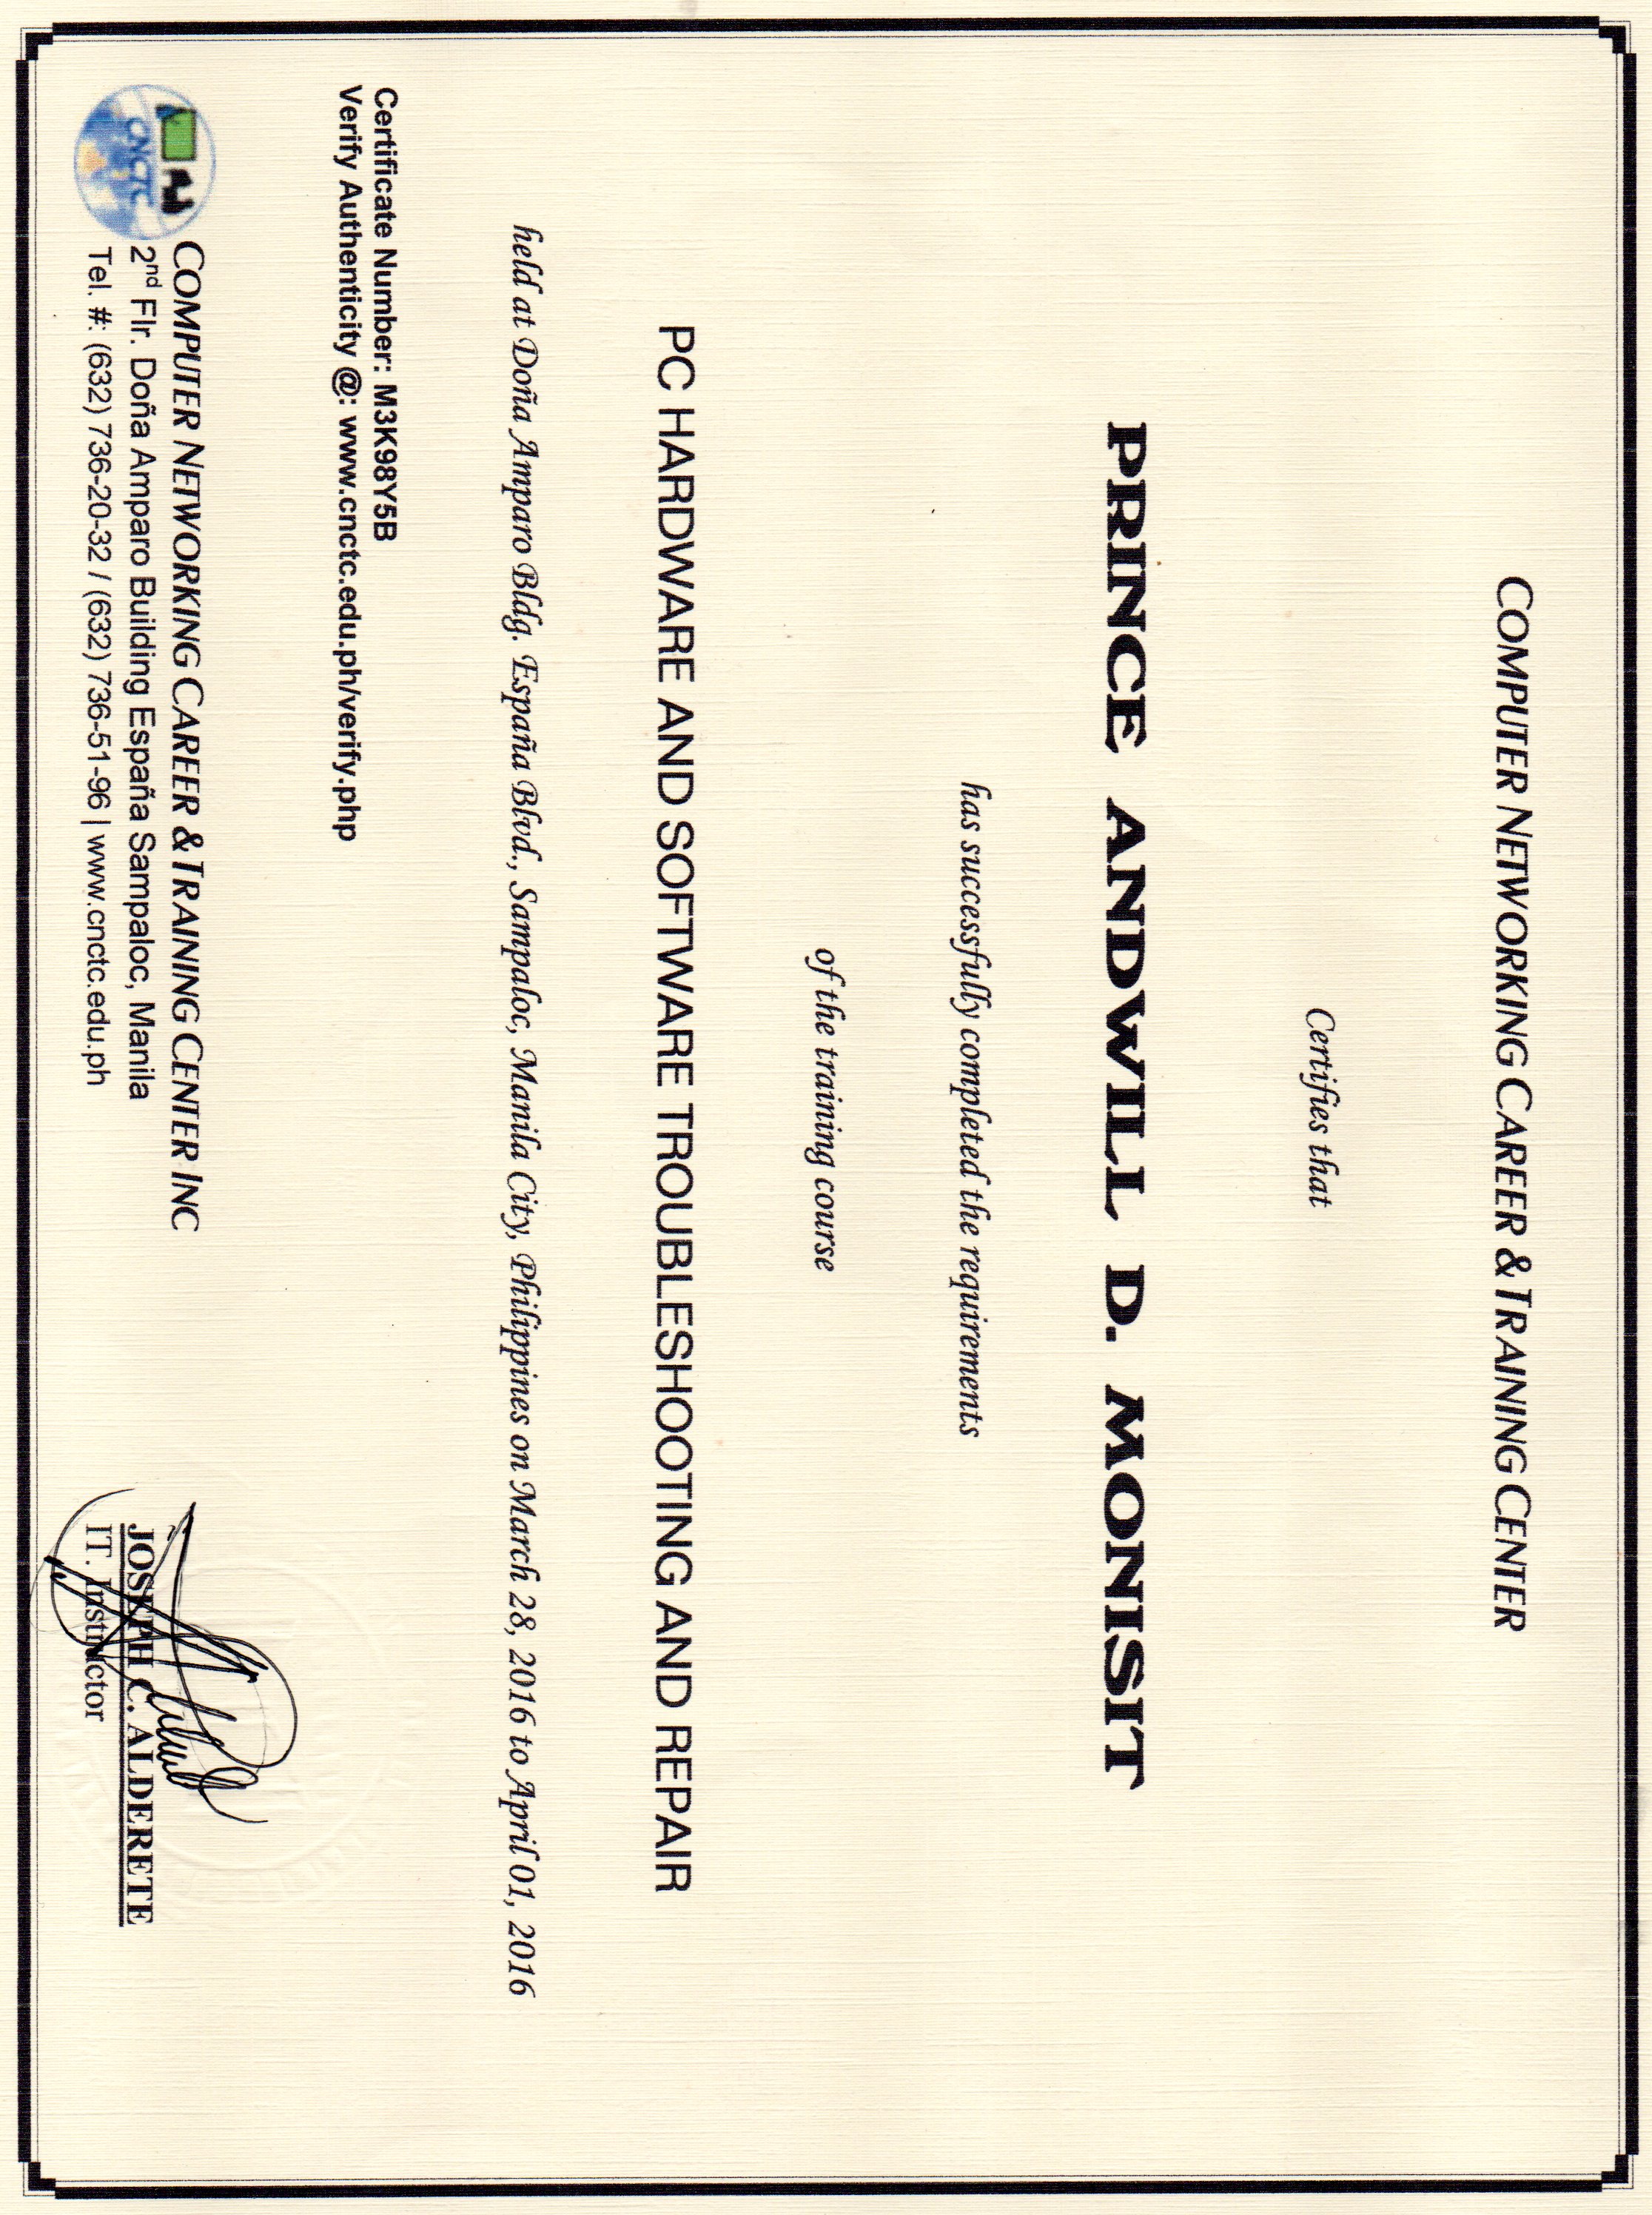 COMPUTER NETWORKING CAREER & TRAINING CENTER
Certifies that
PRINCE ANDWILL D. MONISIT
has successfully completed the requirements
of the training course
PC HARDWARE AND SOFTWARE TROUBLESHOOTING AND REPAIR
held at Doña Amparo Bldg. España Blvd., Sampaloc, Manila City, Philippines on March 28, 2016 to April 01, 2016
Certificate Number: M3K98Y5B
Verify Authenticity @: www.cnctc.edu.ph/verify.php
CNCTC
COMPUTER NETWORKING CAREER & TRAINING CENTER INC
2nd Flr. Doña Amparo Building España Sampaloc, Manila
Tel. #: (632) 736-20-32 / (632) 736-51-96 | www.cnctc.edu.ph
JOSEPH C. ALDERETE
IT. Instructor